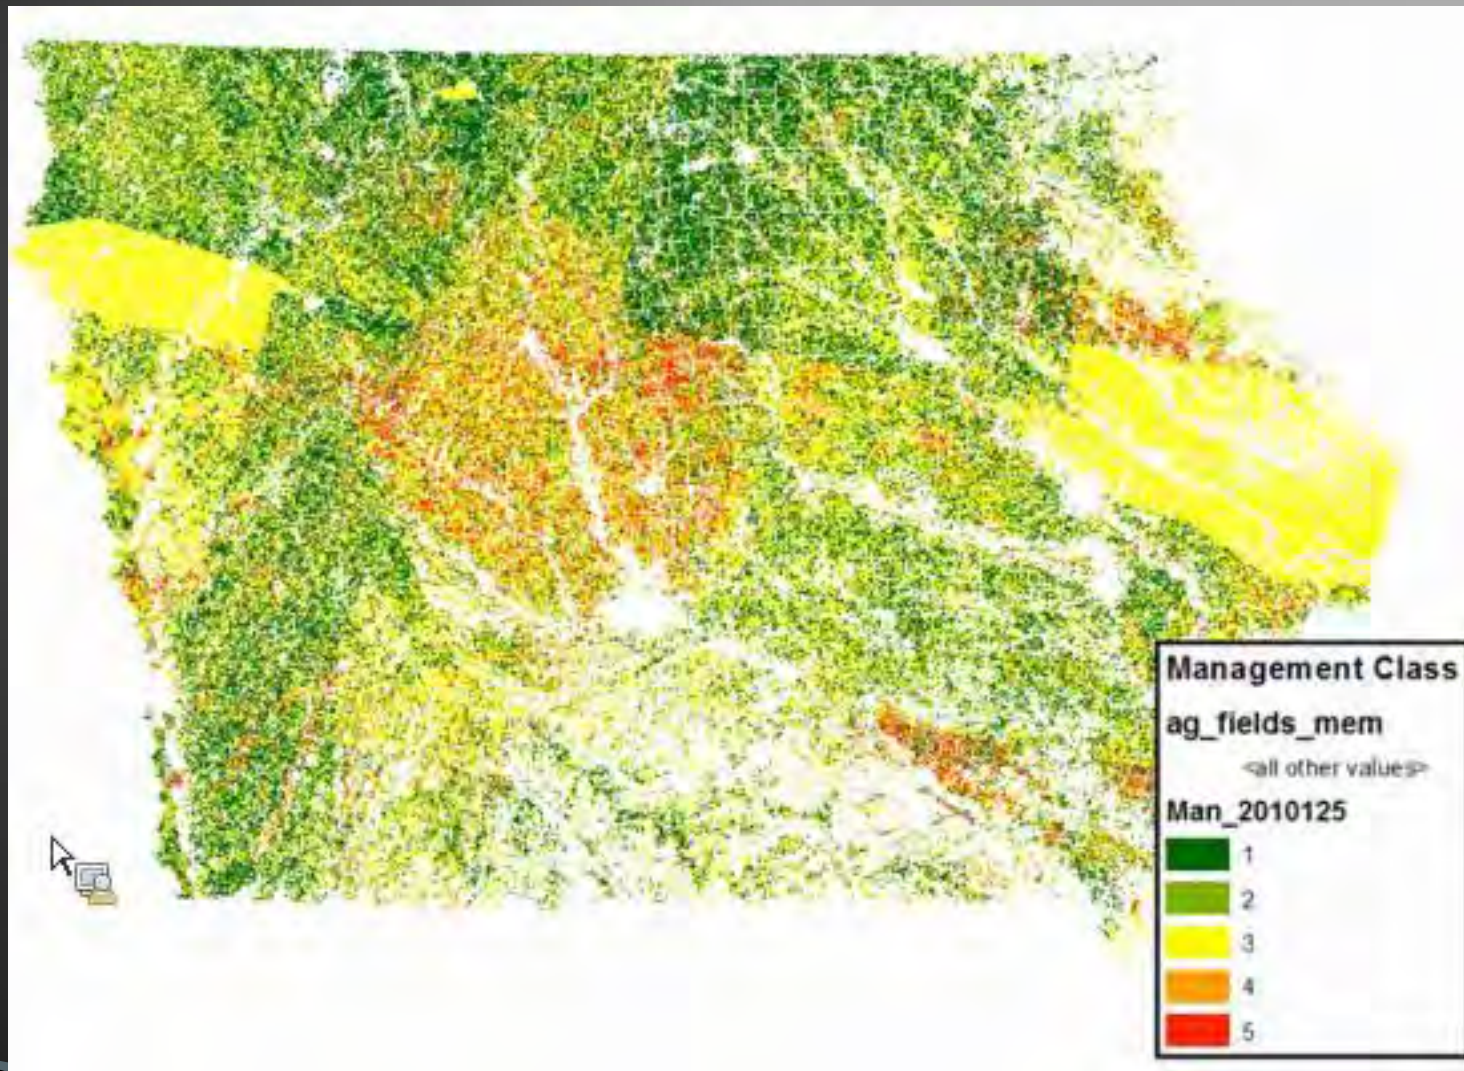 Management Class
ag_fields_mem
<all other values>
Man_2010125
1
2
3
4
5